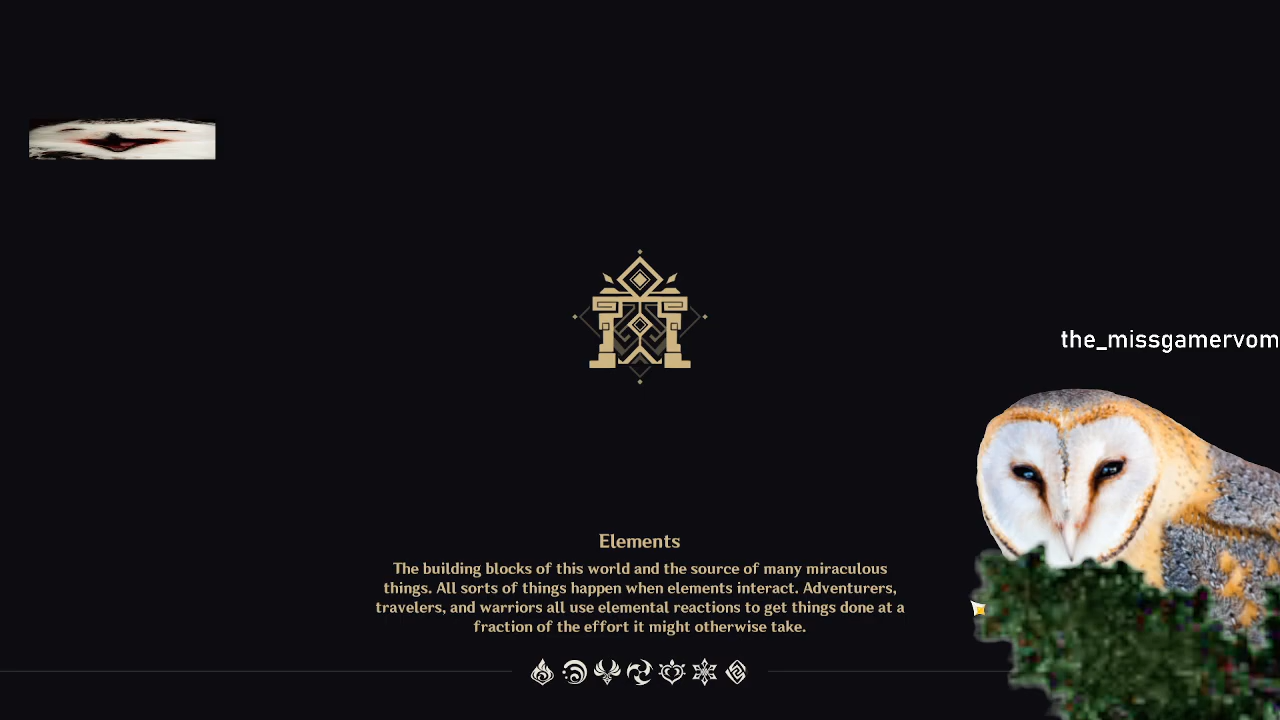 the_missgamervom
Elements
The building blocks of this world and the source of many miraculous
things. All sorts of things happen when elements interact. Adventurers,
travelers, and warriors all use elemental reactions to get things done at a
fraction of the effort it might otherwise take.